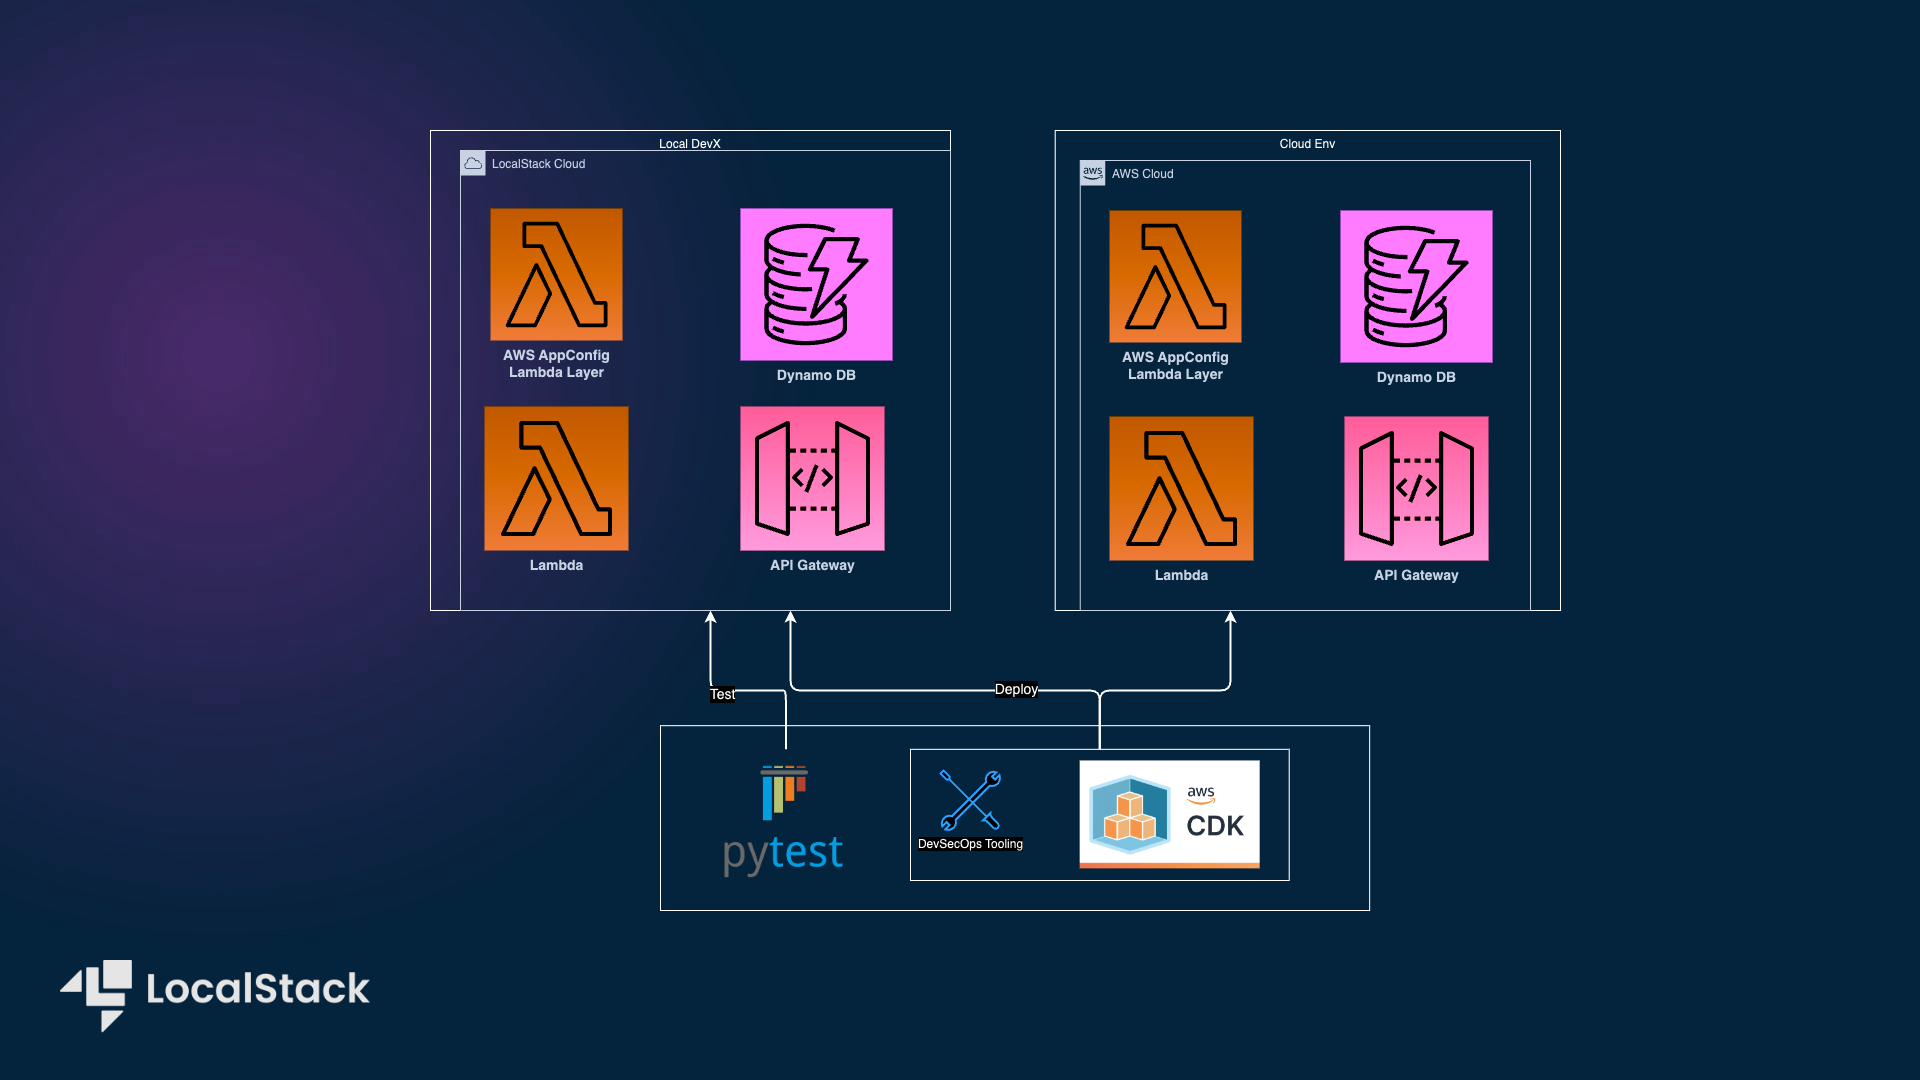 Local DevX
LocalStack Cloud
AWS AppConfig
Lambda Layer
Dynamo DB
Lambda
</>
API Gateway
Cloud Env
aws
AWS Cloud
AWS AppConfig
Lambda Layer
Dynamo DB
Lambda
</>
API Gateway
Test
Deploy
pytest
DevSecOps Tooling
aws
CDK
LocalStack